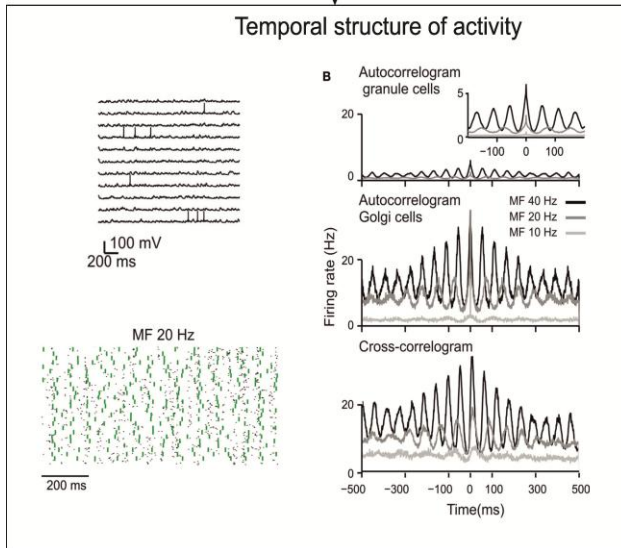 Temporal structure of activity
100 mV
200 ms
MF 20 Hz
200 ms
B
Autocorrelogram
granule cells
20
0
5
0
−100 0 100
Autocorrelogram
Golgi cells
MF 40 Hz
MF 20 Hz
MF 10 Hz
Firing rate (Hz)
20
0
Cross-correlogram
20
0
−500 −300 −100 0 100 300 500
Time(ms)